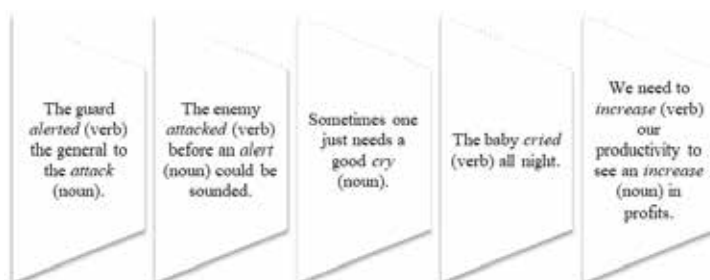 The guard
alerted (verb)
the general to
the attack
(noun).
The enemy
attacked (verb)
before an alert
(noun) could be
sounded.
Sometimes one
just needs a
good cry
(noun).
The baby cried
(verb) all night.
We need to
increase (verb)
our
productivity to
see an increase
(noun) in
profits.